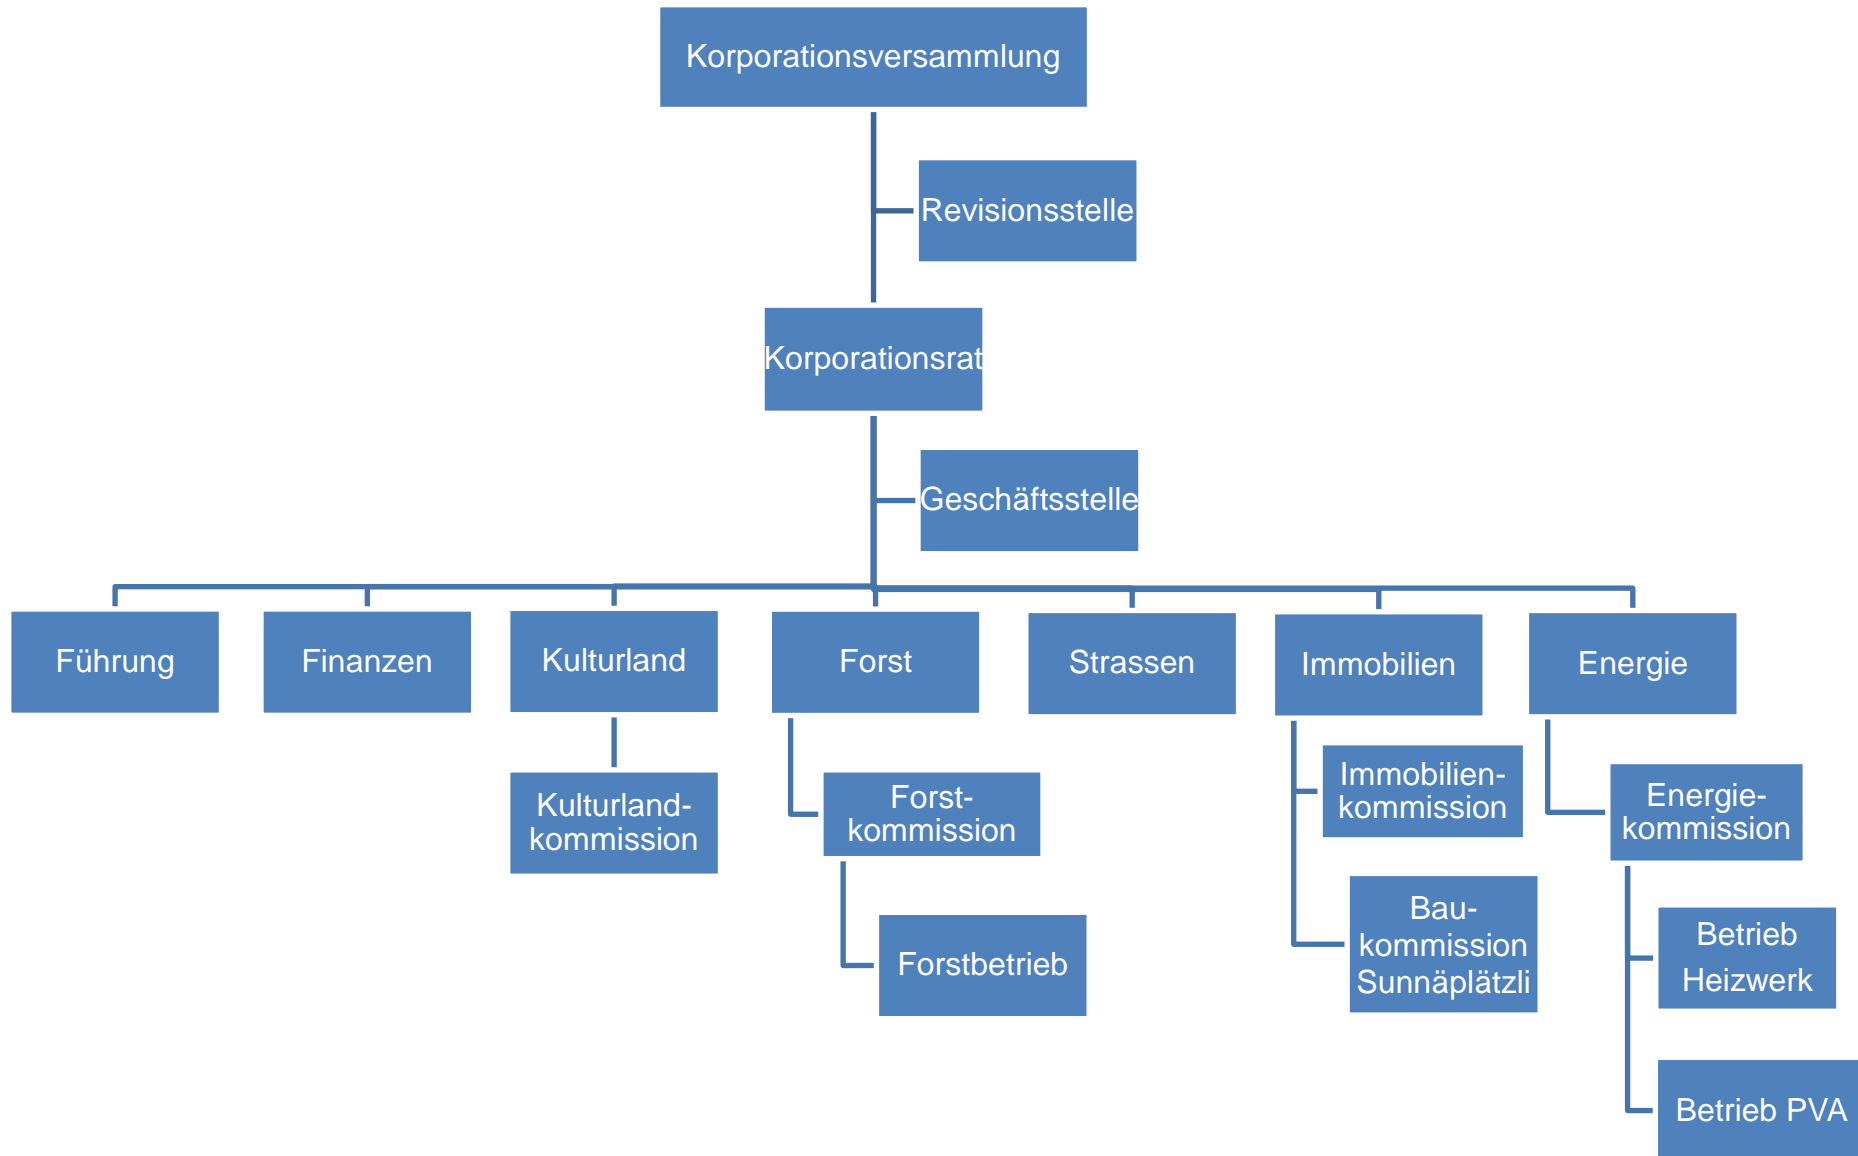 Korporationsversammlung
Revisionsstelle
Korporationsrat
Geschäftsstelle
Führung
Finanzen
Kulturland
Forst
Strassen
Immobilien
Energie
Kulturland-
kommission
Forst-
kommission
Forstbetrieb
Immobilien-
kommission
Bau-
kommission
Sunnäplätzli
Energie-
kommission
Betrieb
Heizwerk
Betrieb PVA